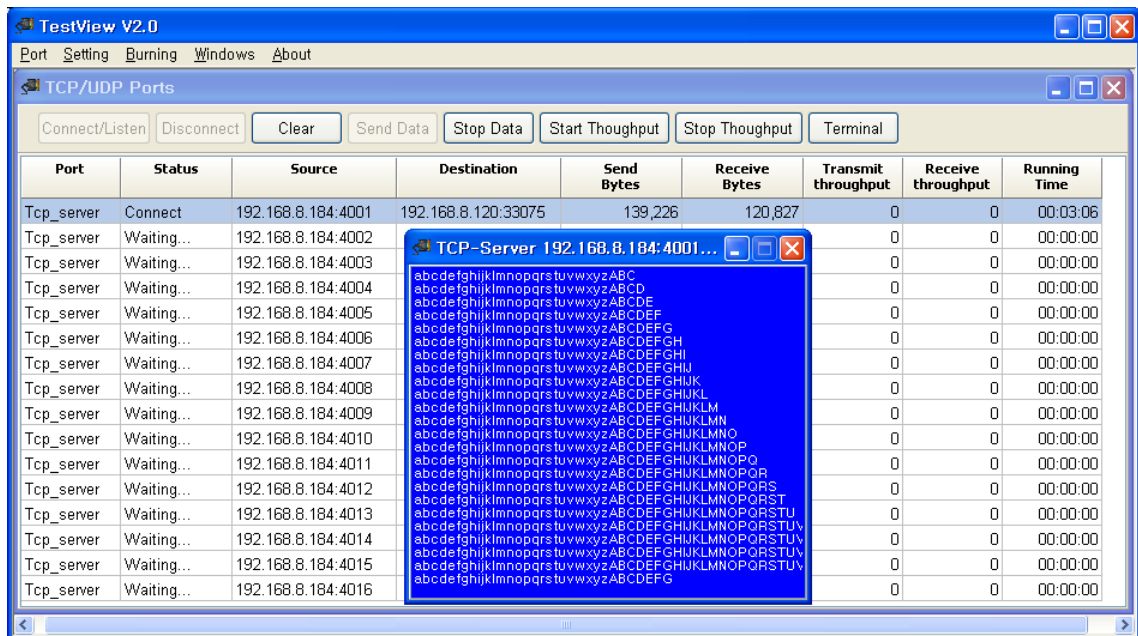 TestView V2.0
Port Setting Burning Windows About
TCP/UDP Ports
Connect/Listen Disconnect Clear Send Data Stop Data Start Thoughput Stop Thoughput Terminal
Port Status Source Destination Send Bytes Receive Bytes Transmit throughput Receive throughput Running Time
Tcp_server Connect 192.168.8.184:4001 192.168.8.120:33075 139,226 120,827 0 0 00:03:06
Tcp_server Waiting... 192.168.8.184:4002 0 0 00:00:00
Tcp_server Waiting... 192.168.8.184:4003 0 0 00:00:00
Tcp_server Waiting... 192.168.8.184:4004 0 0 00:00:00
Tcp_server Waiting... 192.168.8.184:4005 0 0 00:00:00
Tcp_server Waiting... 192.168.8.184:4006 0 0 00:00:00
Tcp_server Waiting... 192.168.8.184:4007 0 0 00:00:00
Tcp_server Waiting... 192.168.8.184:4008 0 0 00:00:00
Tcp_server Waiting... 192.168.8.184:4009 0 0 00:00:00
Tcp_server Waiting... 192.168.8.184:4010 0 0 00:00:00
Tcp_server Waiting... 192.168.8.184:4011 0 0 00:00:00
Tcp_server Waiting... 192.168.8.184:4012 0 0 00:00:00
Tcp_server Waiting... 192.168.8.184:4013 0 0 00:00:00
Tcp_server Waiting... 192.168.8.184:4014 0 0 00:00:00
Tcp_server Waiting... 192.168.8.184:4015 0 0 00:00:00
Tcp_server Waiting... 192.168.8.184:4016 0 0 00:00:00
TCP-Server 192.168.8.184:4001...
abcdefghijklmnopqrstuvwxyzABC
abcdefghijklmnopqrstuvwxyzABCD
abcdefghijklmnopqrstuvwxyzABCDE
abcdefghijklmnopqrstuvwxyzABCDEF
abcdefghijklmnopqrstuvwxyzABCDEFG
abcdefghijklmnopqrstuvwxyzABCDEFGH
abcdefghijklmnopqrstuvwxyzABCDEFGHI
abcdefghijklmnopqrstuvwxyzABCDEFGHIJ
abcdefghijklmnopqrstuvwxyzABCDEFGHIJK
abcdefghijklmnopqrstuvwxyzABCDEFGHIJKL
abcdefghijklmnopqrstuvwxyzABCDEFGHIJKLM
abcdefghijklmnopqrstuvwxyzABCDEFGHIJKLMN
abcdefghijklmnopqrstuvwxyzABCDEFGHIJKLMNO
abcdefghijklmnopqrstuvwxyzABCDEFGHIJKLMNOP
abcdefghijklmnopqrstuvwxyzABCDEFGHIJKLMNOPQ
abcdefghijklmnopqrstuvwxyzABCDEFGHIJKLMNOPQR
abcdefghijklmnopqrstuvwxyzABCDEFGHIJKLMNOPQRS
abcdefghijklmnopqrstuvwxyzABCDEFGHIJKLMNOPQRST
abcdefghijklmnopqrstuvwxyzABCDEFGHIJKLMNOPQRSTU
abcdefghijklmnopqrstuvwxyzABCDEFGHIJKLMNOPQRSTUV
abcdefghijklmnopqrstuvwxyzABCDEFGHIJKLMNOPQRSTUV
abcdefghijklmnopqrstuvwxyzABCDEFGHIJKLMNOPQRSTUV
abcdefghijklmnopqrstuvwxyzABCDEFGHIJKLMNOPQRSTUV
abcdefghijklmnopqrstuvwxyzABCDEFG